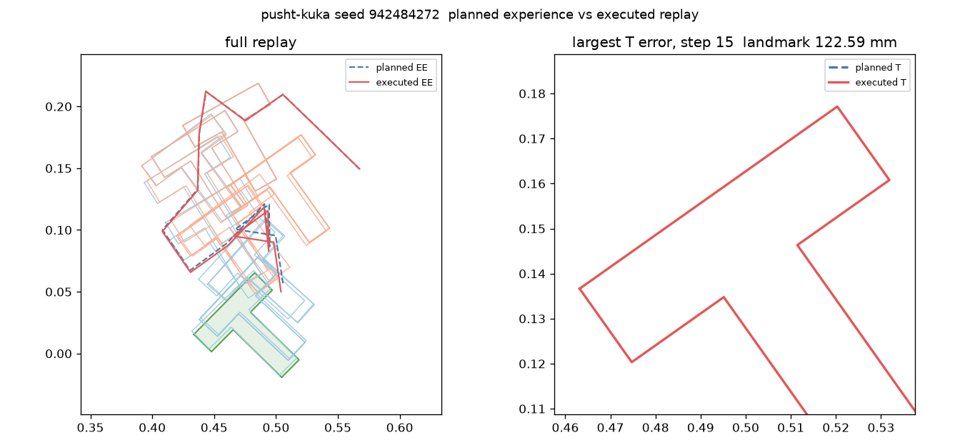 pusht-kuka seed 942484272  planned experience vs executed replay
full replay
planned EE
executed EE
0.20
0.15
0.10
0.05
0.00
0.35 0.40 0.45 0.50 0.55 0.60
largest T error, step 15  landmark 122.59 mm
planned T
executed T
0.18
0.17
0.16
0.15
0.14
0.13
0.12
0.11
0.46 0.47 0.48 0.49 0.50 0.51 0.52 0.53